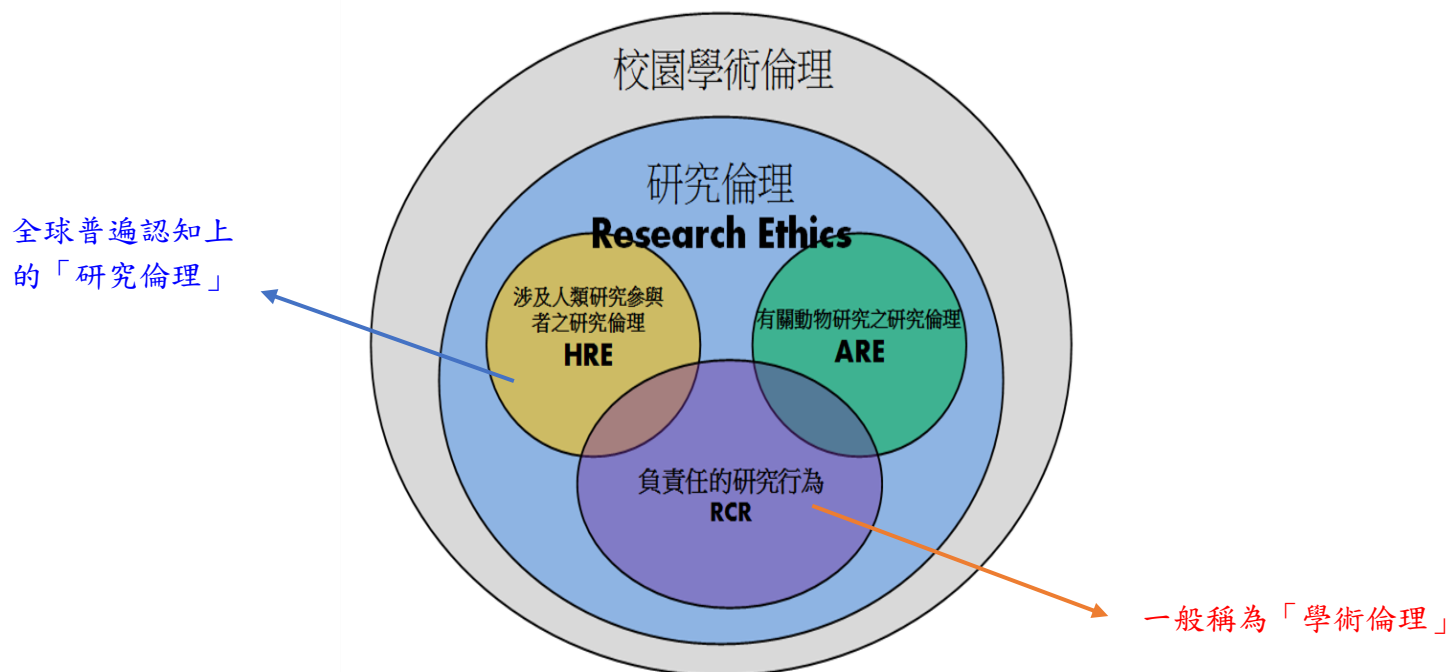 校園學術倫理
研究倫理
Research Ethics
全球普遍認知上
的「研究倫理」
涉及人類研究參與
者之研究倫理
HRE
有關動物研究之研究倫理
ARE
負責任的研究行為
RCR
一般稱為「學術倫理」